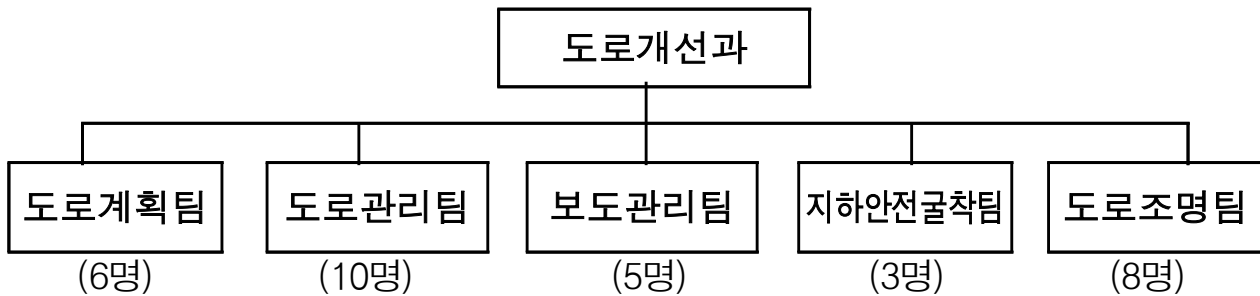 도로개선과
도로계획팀 도로관리팀 보도관리팀 지하안전굴착팀 도로조명팀
(6명) (10명) (5명) (3명) (8명)